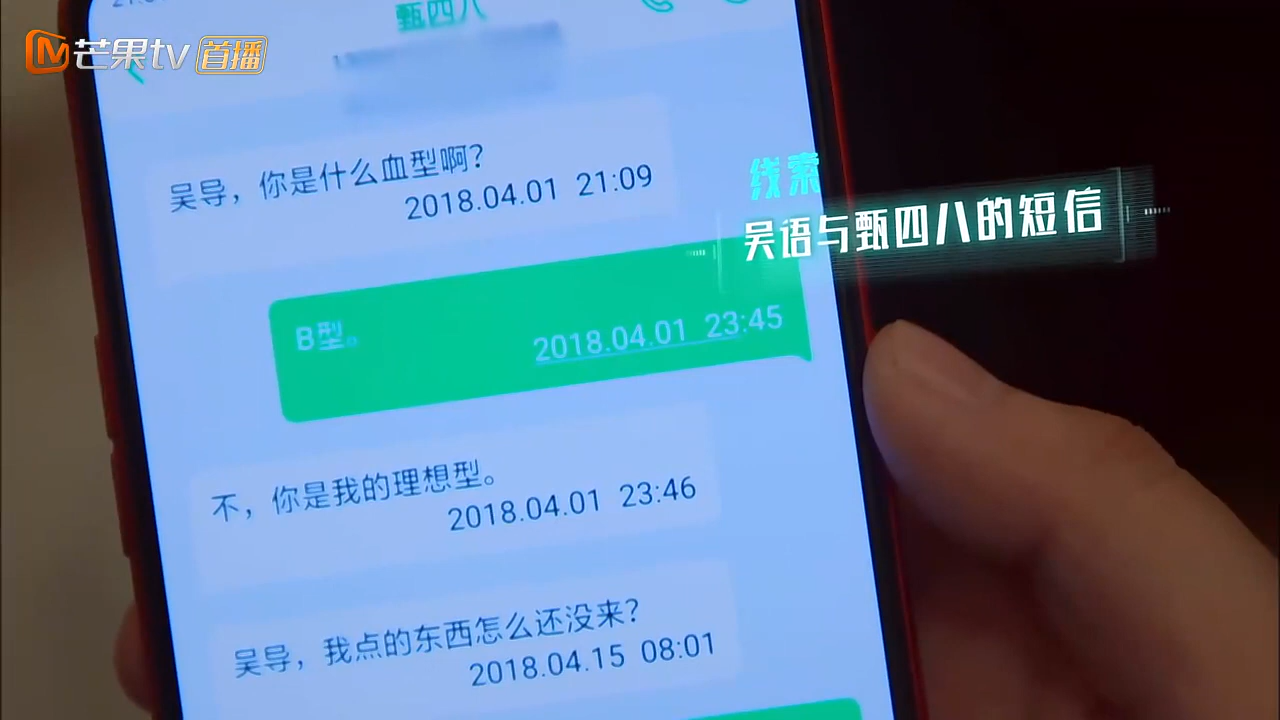 芒果tv 首播
甄四八
吴导，你是什么血型啊？
2018.04.01 21:09
线索
吴语与甄四八的短信
B型。
2018.04.01 23:45
不，你是我的理想型。
2018.04.01 23:46
吴导，我点的东西怎么还没来？
2018.04.15 08:01